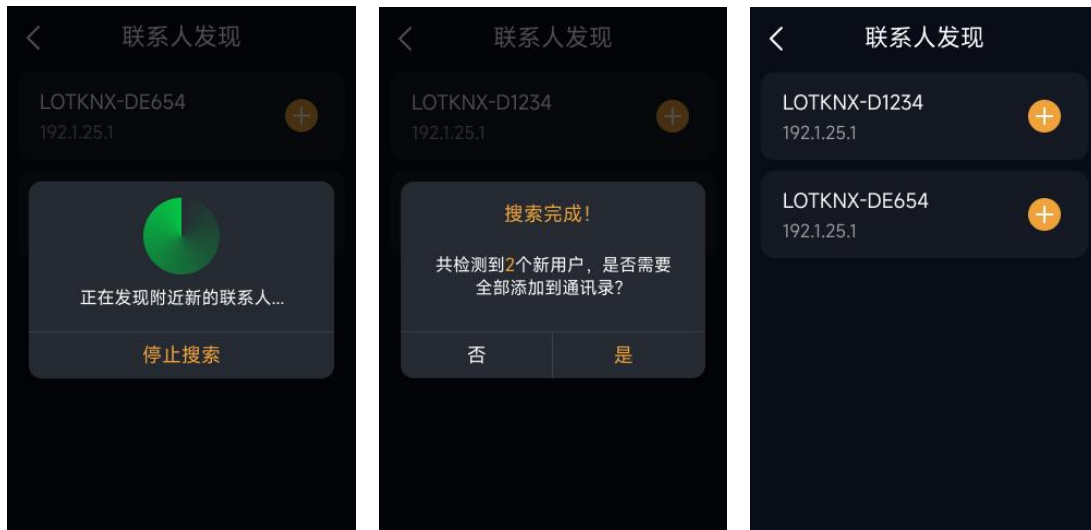 联系人发现
LOTKNX-DE654
192.1.25.1
正在发现附近新的联系人...
停止搜索
联系人发现
LOTKNX-D1234
192.1.25.1
搜索完成!
共检测到2个新用户，是否需要
全部添加到通讯录?
否
是
联系人发现
LOTKNX-D1234
192.1.25.1
LOTKNX-DE654
192.1.25.1